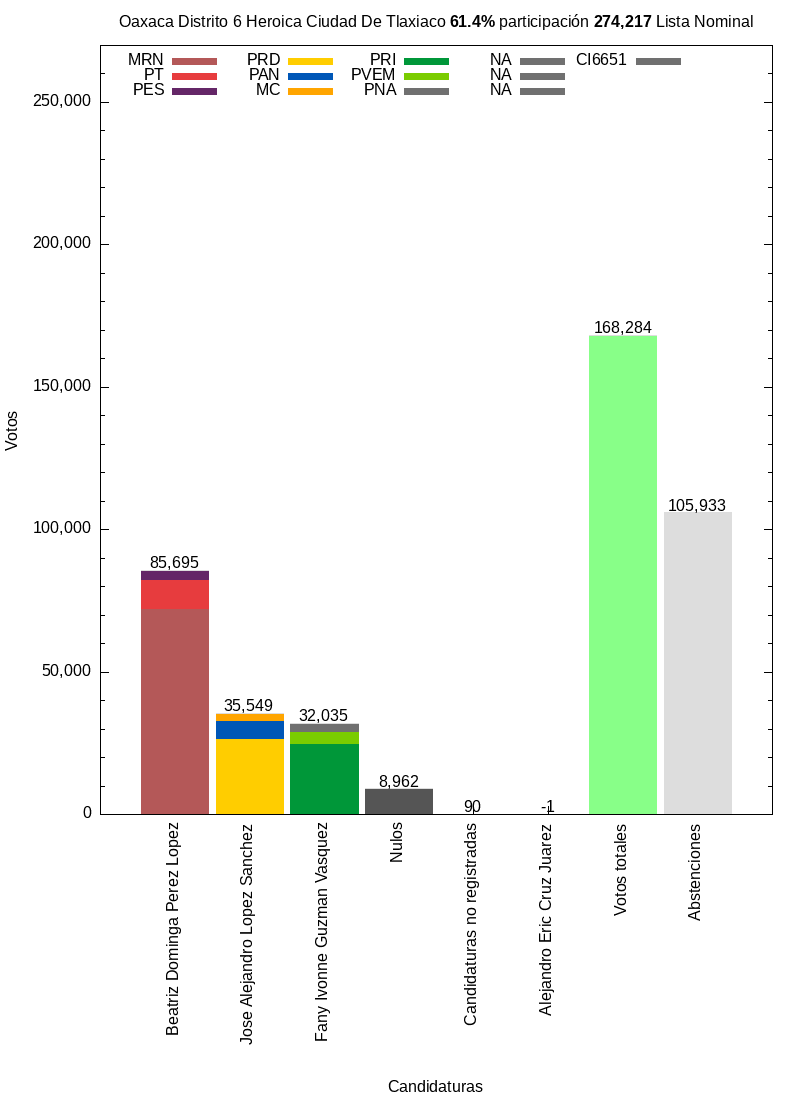 Oaxaca Distrito 6 Heroica Ciudad De Tlaxiaco 61.4% participación 274,217 Lista Nominal
MRN PRD PRI NA CI6651
PT PAN PVEM NA
PES MC PNA NA
250,000
200,000
150,000
100,000
50,000
0
Votos
85,695
35,549
32,035
8,962
90
-1
168,284
105,933
Beatriz Dominga Perez Lopez
Jose Alejandro Lopez Sanchez
Fany Ivonne Guzman Vasquez
Nulos
Candidaturas no registradas
Alejandro Eric Cruz Juarez
Votos totales
Abstenciones
Candidaturas